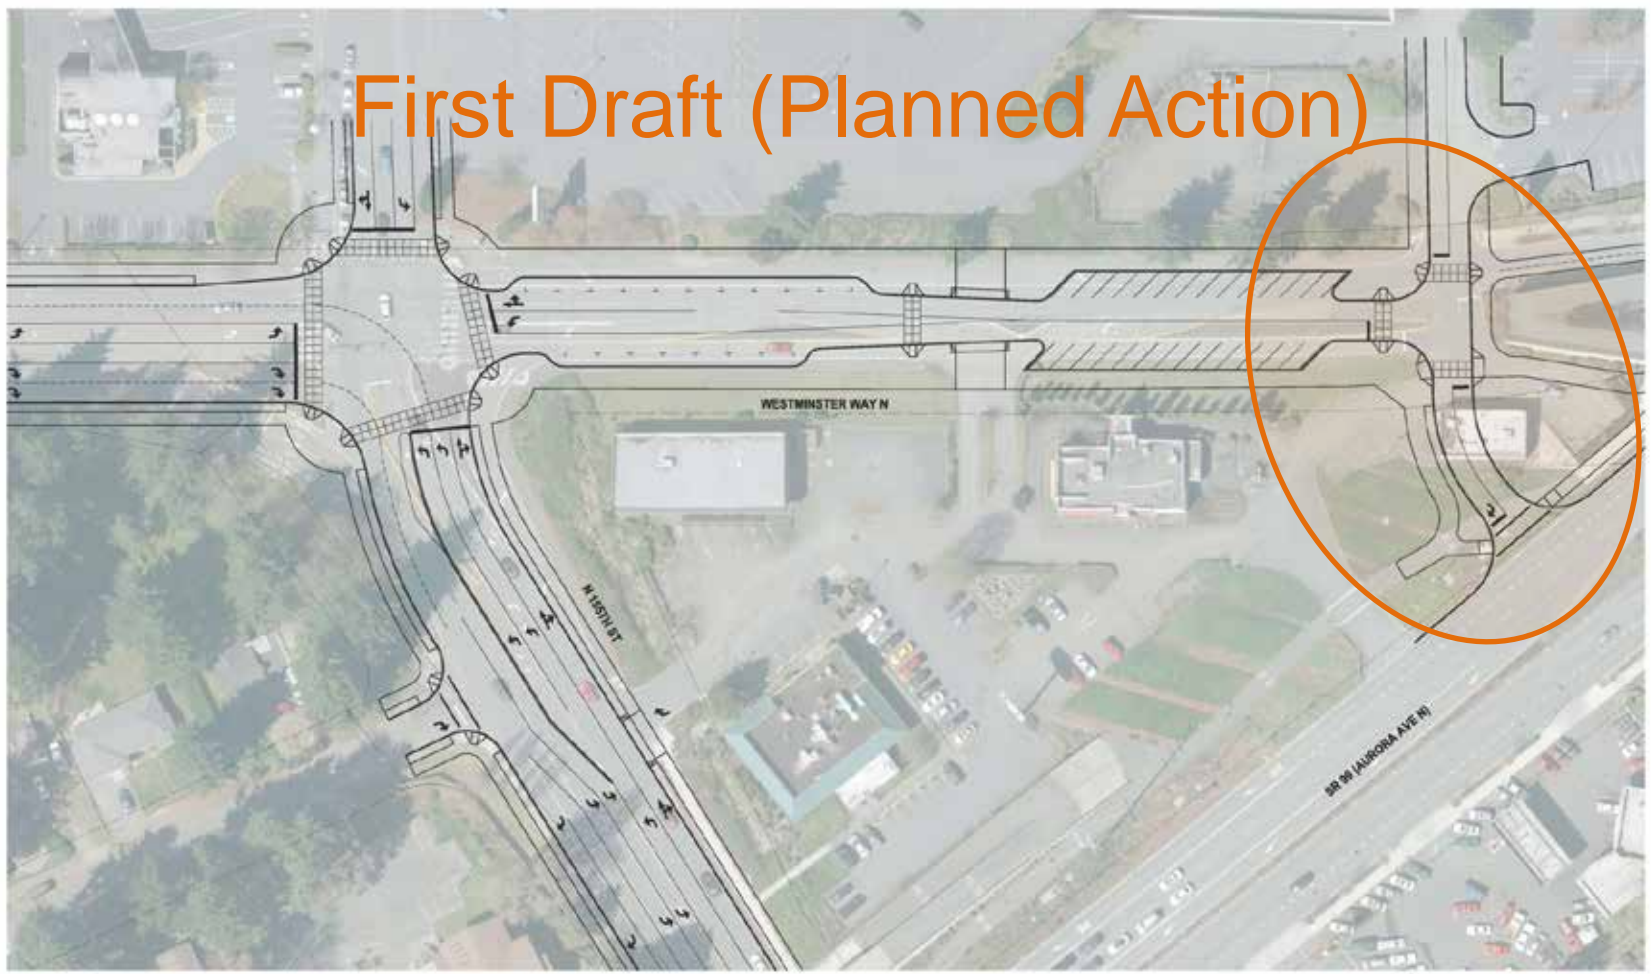 First Draft (Planned Action)
WESTMINSTER WAY N
N 155TH ST
SR 99 (AURORA AVE N)